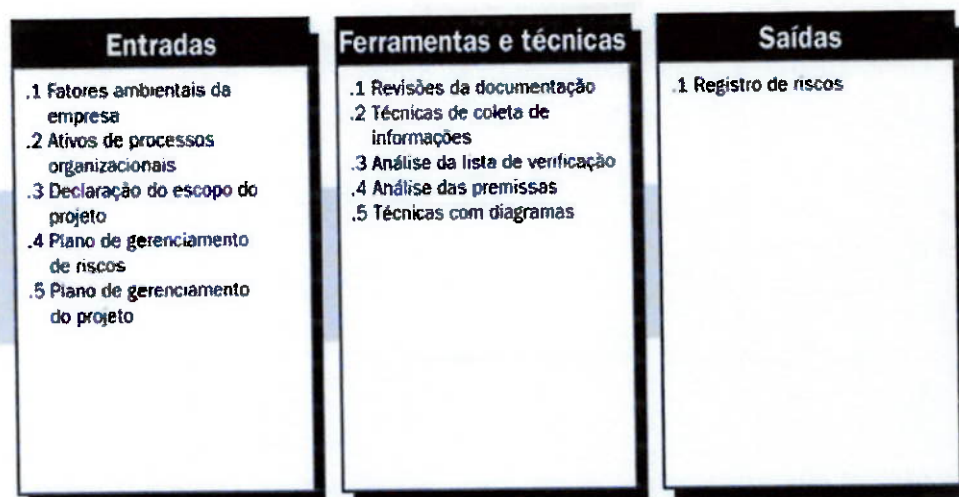 Entradas
.1 Fatores ambientais da
empresa
.2 Ativos de processos
organizacionais
.3 Declaração do escopo do
projeto
.4 Plano de gerenciamento
de riscos
.5 Plano de gerenciamento
do projeto
Ferramentas e técnicas
.1 Revisões da documentação
.2 Técnicas de coleta de
informações
.3 Análise da lista de verificação
.4 Análise das premissas
.5 Técnicas com diagramas
Saídas
.1 Registro de riscos